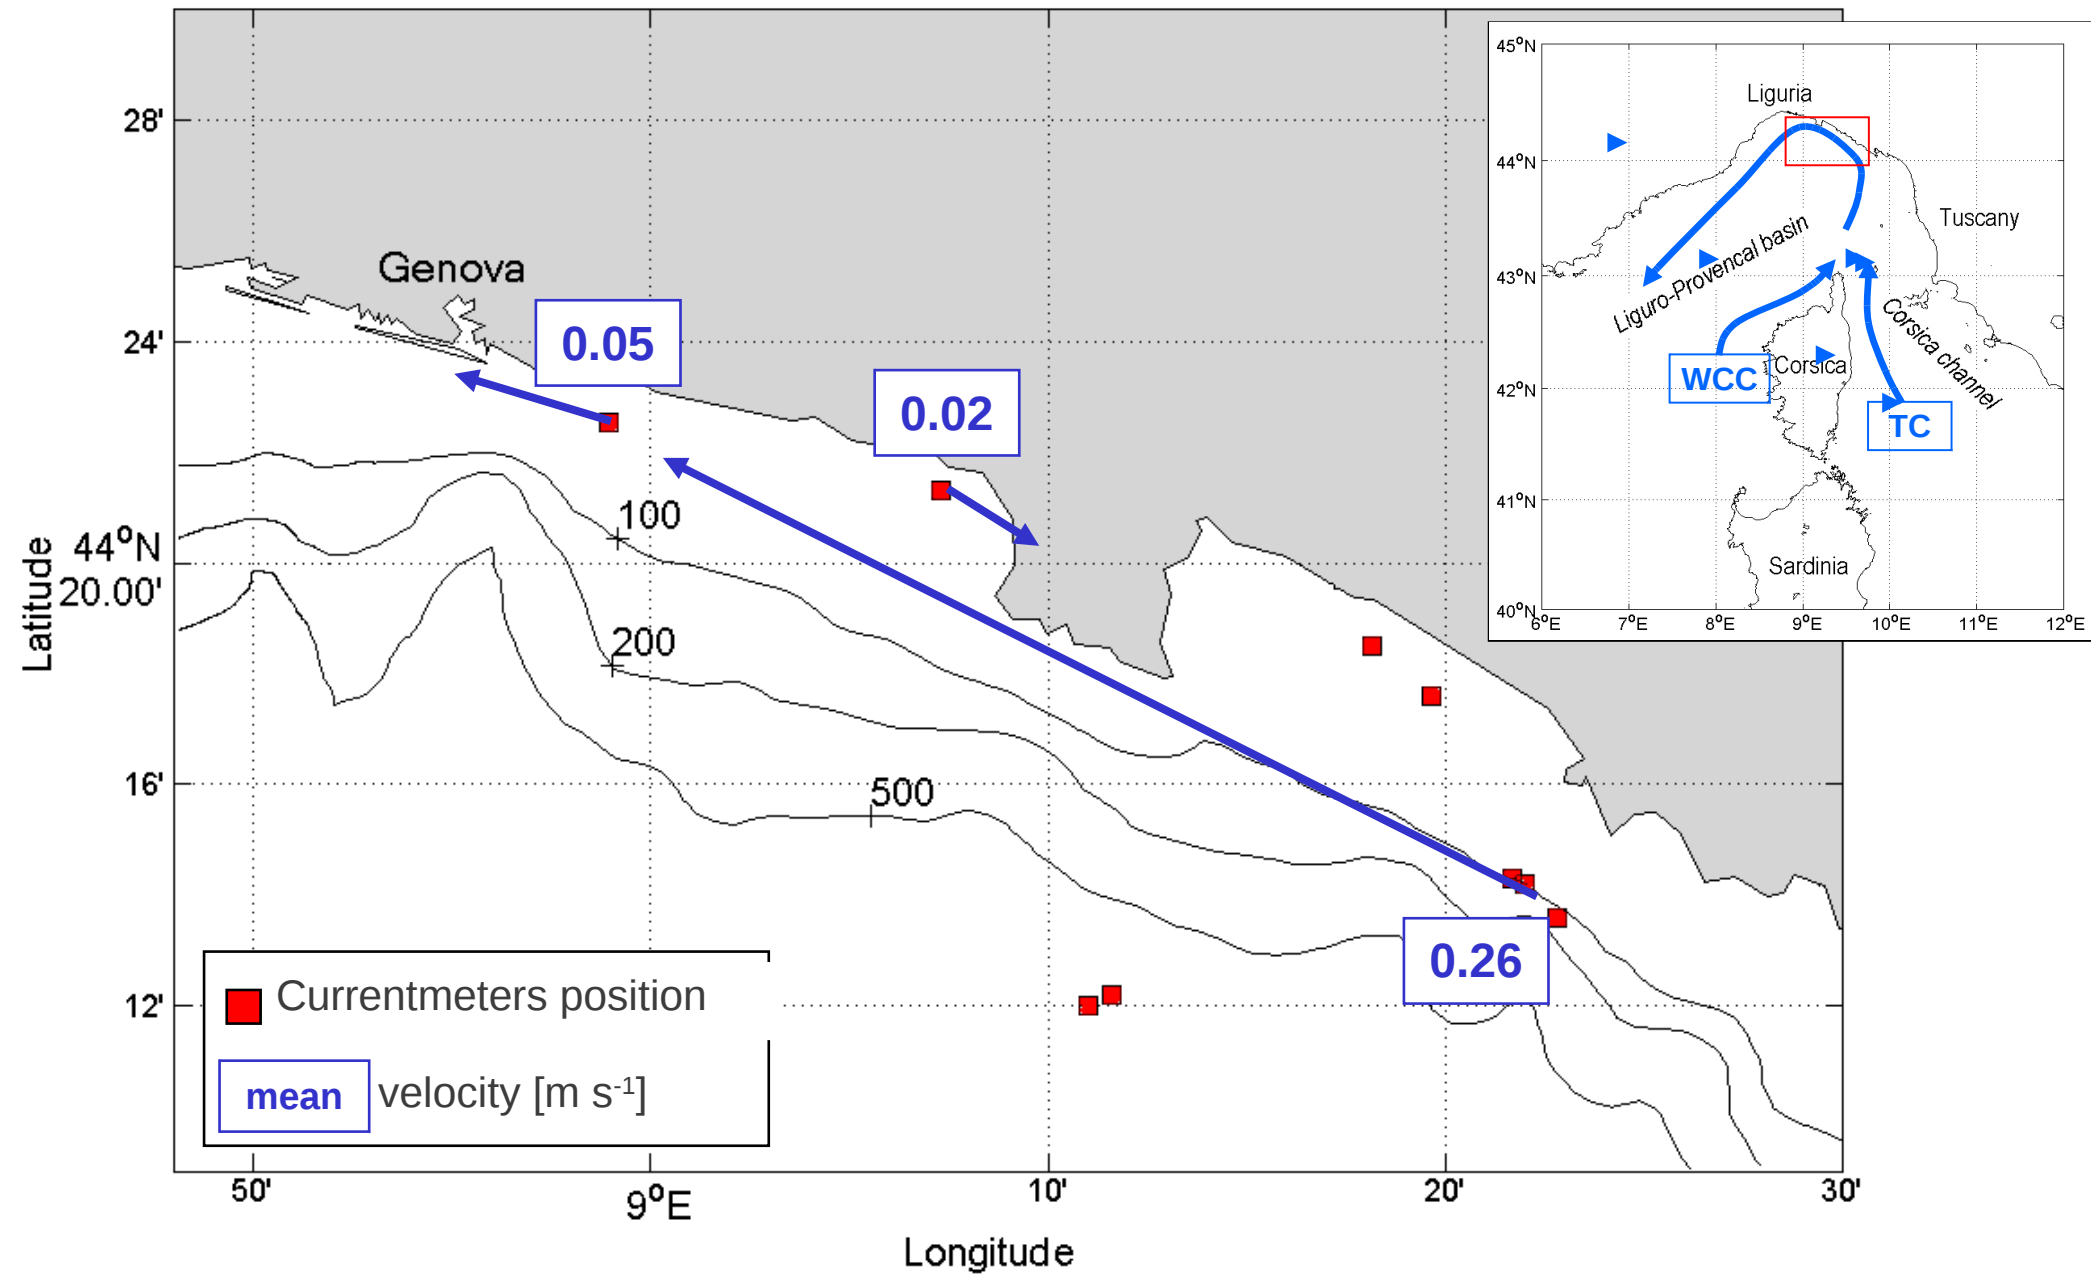 28'
24'
44°N
20.00'
16'
12'
Latitude
50'
9°E
10'
20'
30'
Longitude
Genova
0.05
0.02
0.26
100
200
500
Currentmeters position
mean velocity [m s-1]
45°N
44°N
43°N
42°N
41°N
40°N
6°E
7°E
8°E
9°E
10°E
11°E
12°E
Liguria
Tuscany
Liguro-Provencal basin
Corsica channel
WCC
Corsica
TC
Sardinia